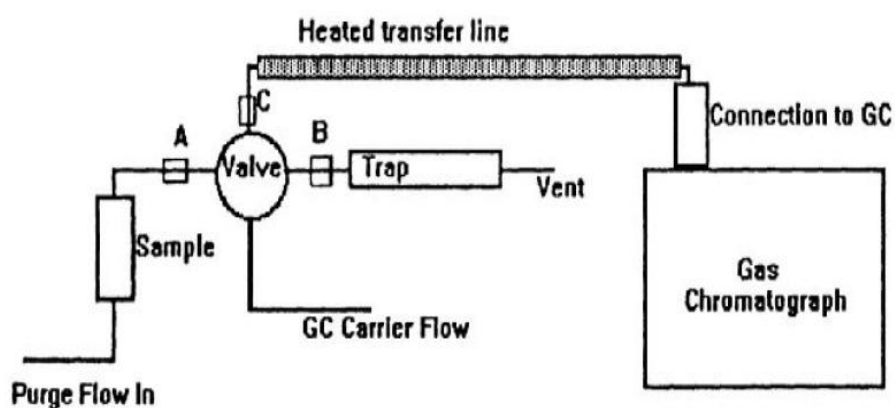 Heated transfer line
C
Connection to GC
A
B
Valve
Trap
Vent
Sample
Gas
Chromatograph
GC Carrier Flow
Purge Flow In